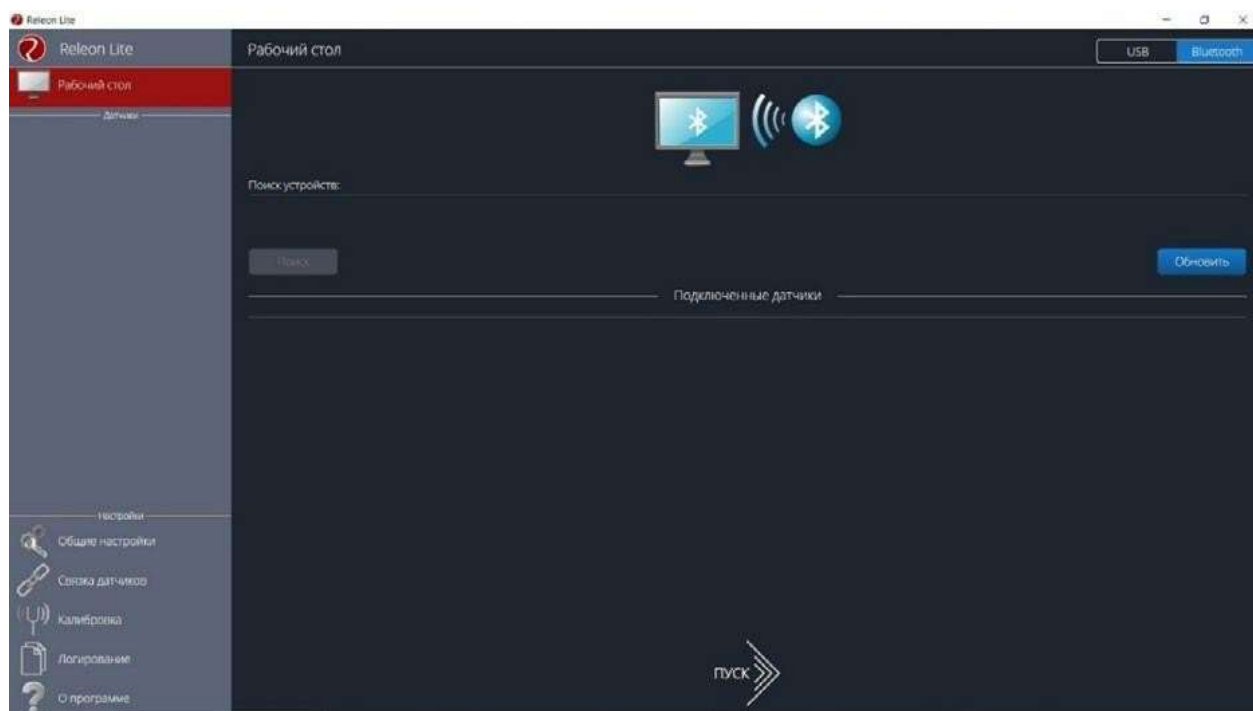 Releon Lite
Releon Lite
Рабочий стол
USB
Bluetooth
Рабочий стол
Датчики
Поиск устройств:
Поиск
Обновить
Подключенные датчики
Настройки
Общие настройки
Связка датчиков
Калибровка
Логирование
О программе
ПУСК